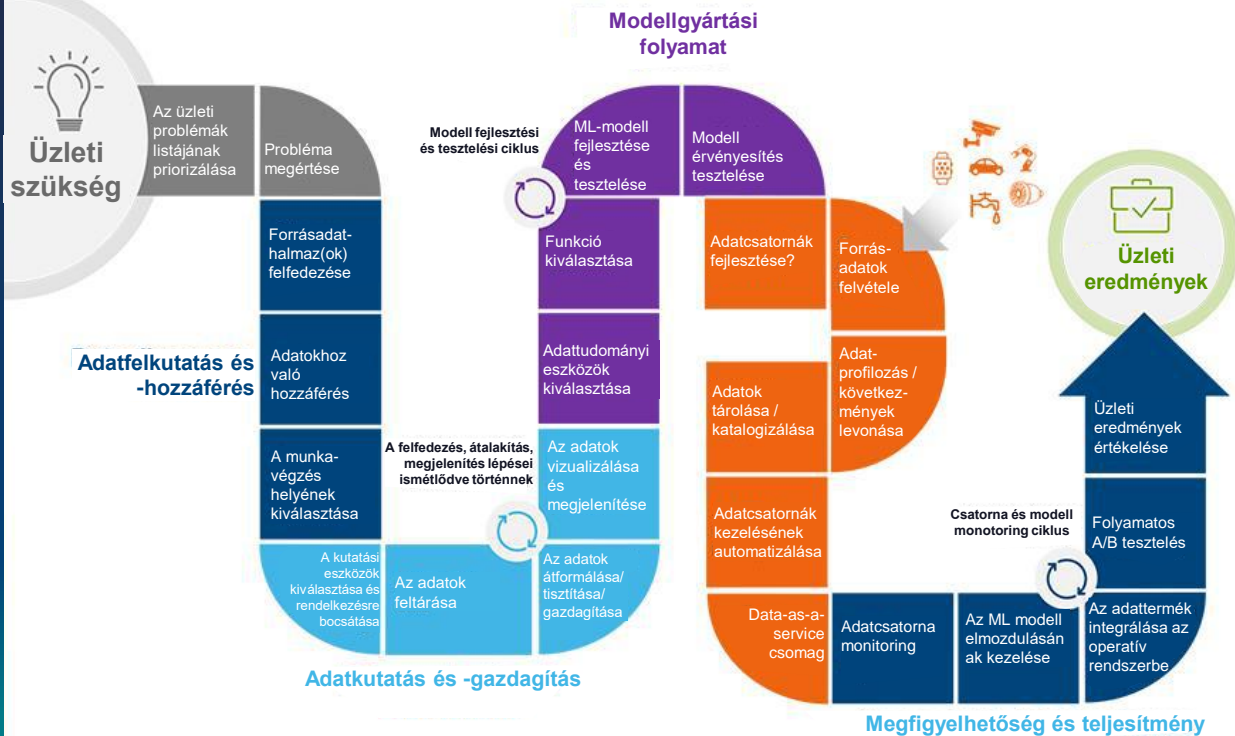 Modellgyártási
folyamat
Üzleti
szükség
Az üzleti
problémák
listájának
priorizálása
Probléma
megértése
Forrásadat-
halmaz(ok)
felfedezése
Adatfelkutatás és
-hozzáférés
Adatokhoz
való
hozzáférés
A munka-
végzés
helyének
kiválasztása
A kutatási
eszközök
kiválasztása és
rendelkezésre
bocsátása
Az adatok
feltárása
Az adatok
átformálása/
tisztítása/
gazdagítása
Adatkutatás és -gazdagítás
A felfedezés, átalakítás,
megjelenítés lépései
ismétlődve történnek
Az adatok
vizualizálása
és
megjelenítése
Adattudományi
eszközök
kiválasztása
Funkció
kiválasztása
Modell fejlesztési
és tesztelési ciklus
ML-modell
fejlesztése
és
tesztelése
Modell
érvényesítés
tesztelése
Adatcsatornák
fejlesztése?
Forrás-
adatok
felvétele
Adat-
profilozás /
következ-
mények
levonása
Adatok
tárolása /
katalogizálása
Adatcsatornák
kezelésének
automatizálása
Data-as-a-
service
csomag
Adatcsatorna
monitoring
Az ML modell
elmozdulásán
ak kezelése
Az adattermék
integrálása az
operatív
rendszerbe
Csatorna és modell
monotoring ciklus
Folyamatos
A/B tesztelés
Üzleti
eredmények
értékelése
Üzleti
eredmények
Megfigyelhetőség és teljesítmény